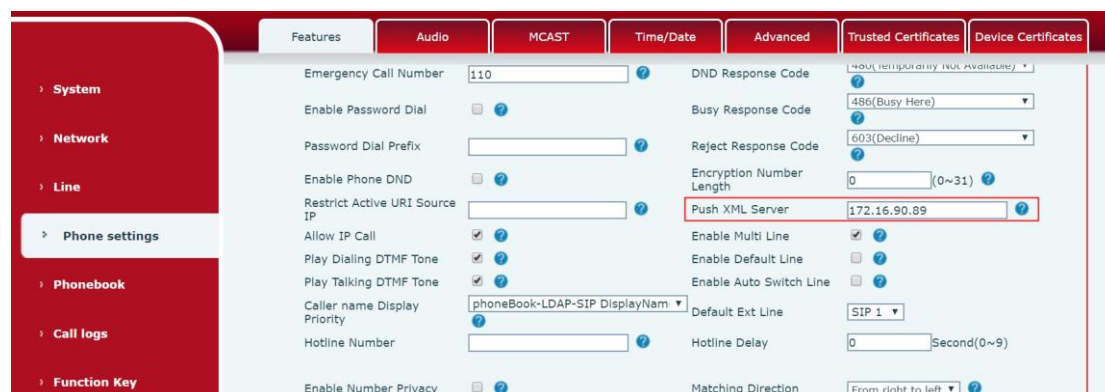 Features Audio MCAST Time/Date Advanced Trusted Certificates Device Certificates
› System
› Network
› Line
› Phone settings
› Phonebook
› Call logs
› Function Key
Emergency Call Number 110 DND Response Code 480(Temporarily Not Available)
Enable Password Dial Busy Response Code 486(Busy Here)
Password Dial Prefix Reject Response Code 603(Decline)
Enable Phone DND Encryption Number Length 0 (0~31)
Restrict Active URI Source IP Push XML Server 172.16.90.89
Allow IP Call Enable Multi Line
Play Dialing DTMF Tone Enable Default Line
Play Talking DTMF Tone Enable Auto Switch Line
Caller name Display Priority phoneBook-LDAP-SIP DisplayNam Default Ext Line SIP 1
Hotline Number Hotline Delay 0 Second(0~9)
Enable Number Privacy Matching Direction From right to left